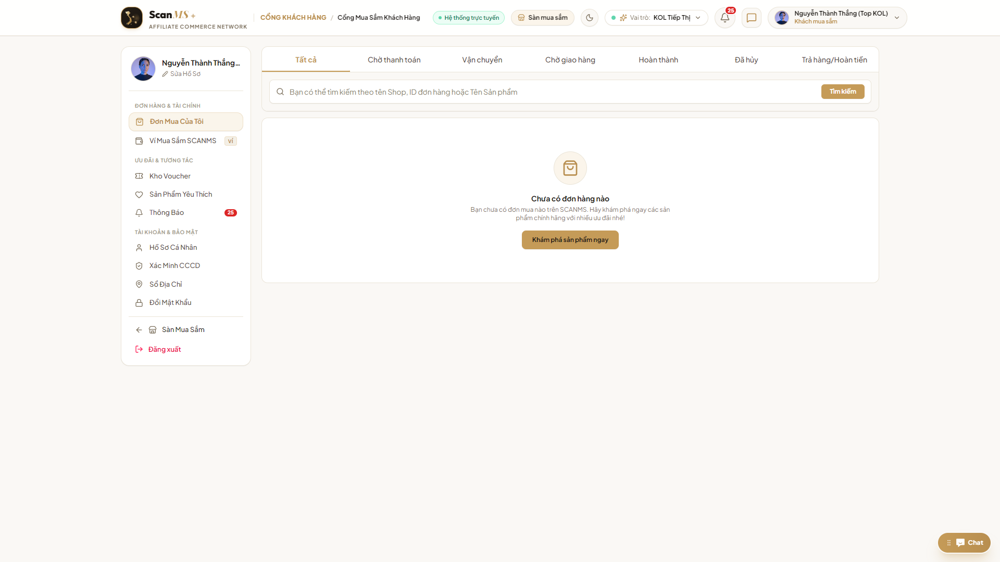 ScanMS
AFFILIATE COMMERCE NETWORK
CỔNG KHÁCH HÀNG / Cổng Mua Sắm Khách Hàng
Hệ thống trực tuyến
Sàn mua sắm
Vai trò: KOL Tiếp Thị
25
Nguyễn Thành Thắng (Top KOL)
Khách mua sắm
Nguyễn Thành Thắng...
Sửa Hồ Sơ
ĐƠN HÀNG & TÀI CHÍNH
Đơn Mua Của Tôi
Ví Mua Sắm SCANMS
Ví
ƯU ĐÃI & TƯƠNG TÁC
Kho Voucher
Sản Phẩm Yêu Thích
Thông Báo
25
TÀI KHOẢN & BẢO MẬT
Hồ Sơ Cá Nhân
Xác Minh CCCD
Sổ Địa Chỉ
Đổi Mật Khẩu
Sàn Mua Sắm
Đăng xuất
Tất cả
Chờ thanh toán
Vận chuyển
Chờ giao hàng
Hoàn thành
Đã hủy
Trả hàng/Hoàn tiền
Bạn có thể tìm kiếm theo tên Shop, ID đơn hàng hoặc Tên Sản phẩm
Tìm kiếm
Chưa có đơn hàng nào
Bạn chưa có đơn mua nào trên SCANMS. Hãy khám phá ngay các sản
phẩm chính hãng với nhiều ưu đãi nhé!
Khám phá sản phẩm ngay
Chat